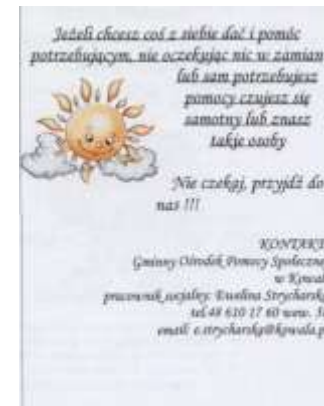 Jeżeli chcesz coś z siebie dać i pomóc
potrzebującym, nie oczekując nic w zamian
lub sam potrzebujesz
pomocy czujesz się
samotny lub znasz
takie osoby
Nie czekaj, przyjdź do
nas !!!
KONTAKT
Gminny Ośrodek Pomocy Społecznej
w Kowali
pracownik socjalny: Ewelina Strycharska
tel. 48 610 17 60 wew.
email: e.strycharska@kowala.p